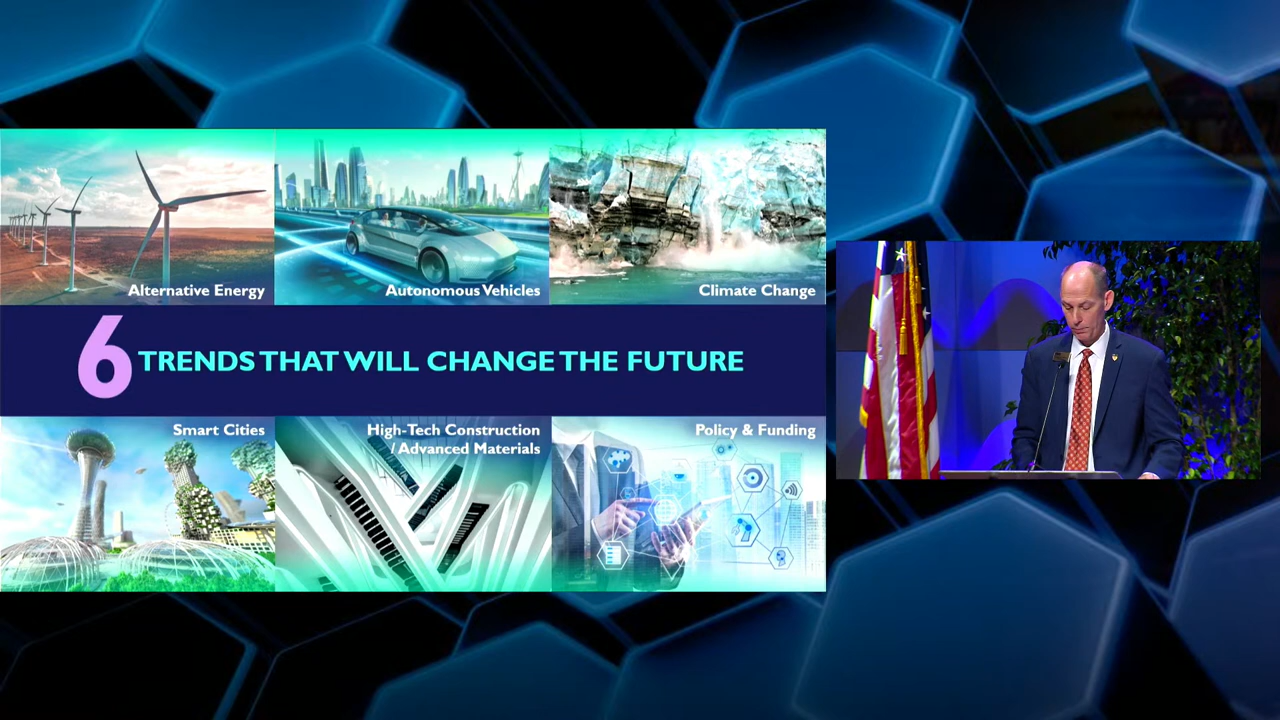 Alternative Energy
Autonomous Vehicles
Climate Change
6 TRENDS THAT WILL CHANGE THE FUTURE
Smart Cities
High-Tech Construction
/ Advanced Materials
Policy & Funding